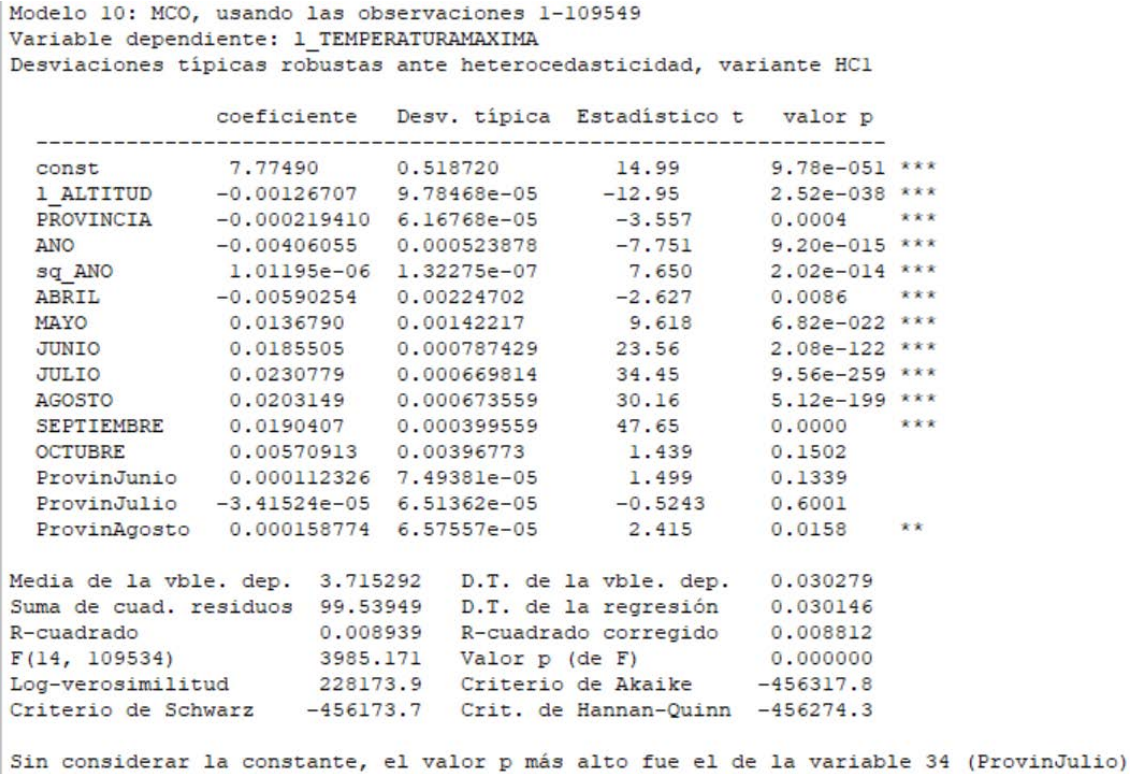 Modelo 10: MCO, usando las observaciones 1-109549
Variable dependiente: l_TEMPERATURAMAXIMA
Desviaciones típicas robustas ante heterocedasticidad, variante HC1
coeficiente Desv. típica Estadístico t valor p
---------------------------------------------------------------
const 7.77490 0.518720 14.99 9.78e-051 ***
l_ALTITUD -0.00126707 9.78468e-05 -12.95 2.52e-038 ***
PROVINCIA -0.000219410 6.16768e-05 -3.557 0.0004 ***
ANO -0.00406055 0.000523878 -7.751 9.20e-015 ***
sq_ANO 1.01195e-06 1.32275e-07 7.650 2.02e-014 ***
ABRIL -0.00590254 0.00224702 -2.627 0.0086 ***
MAYO 0.0136790 0.00142217 9.618 6.82e-022 ***
JUNIO 0.0185505 0.000787429 23.56 2.08e-122 ***
JULIO 0.0230779 0.000669814 34.45 9.56e-259 ***
AGOSTO 0.0203149 0.000673559 30.16 5.12e-199 ***
SEPTIEMBRE 0.0190407 0.000399559 47.65 0.0000 ***
OCTUBRE 0.00570913 0.00396773 1.439 0.1502
ProvinJunio 0.000112326 7.49381e-05 1.499 0.1339
ProvinJulio -3.41524e-05 6.51362e-05 -0.5243 0.6001
ProvinAgosto 0.000158774 6.57557e-05 2.415 0.0158 **
Media de la vble. dep. 3.715292 D.T. de la vble. dep. 0.030279
Suma de cuad. residuos 99.53949 D.T. de la regresión 0.030146
R-cuadrado 0.008939 R-cuadrado corregido 0.008812
F(14, 109534) 3985.171 Valor p (de F) 0.000000
Log-verosimilitud 228173.9 Criterio de Akaike -456317.8
Criterio de Schwarz -456173.7 Crit. de Hannan-Quinn -456274.3
Sin considerar la constante, el valor p más alto fue el de la variable 34 (ProvinJulio)